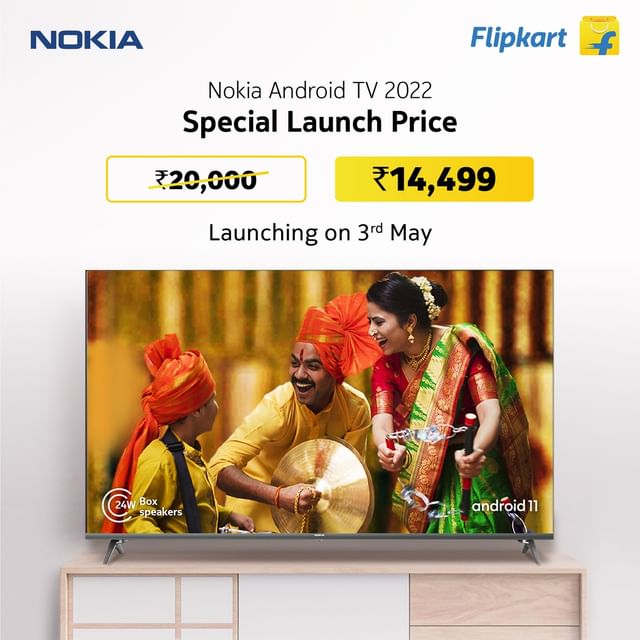 NOKIA
Flipkart
Nokia Android TV 2022
Special Launch Price
₹20,000
₹14,499
Launching on 3rd May
24W Box
speakers
android 11
NOKIA